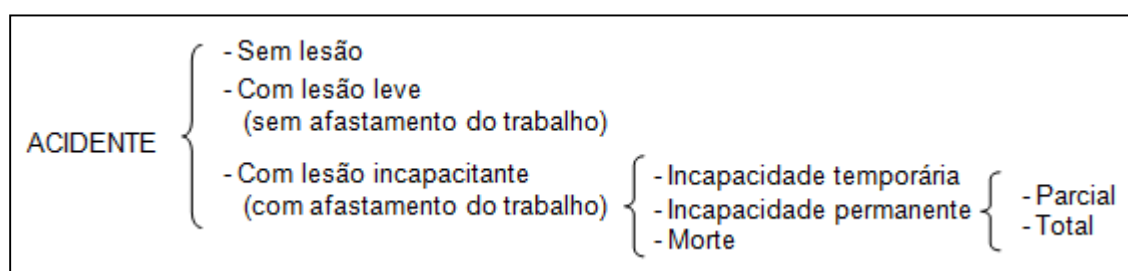 - Sem lesão
- Com lesão leve
(sem afastamento do trabalho)
ACIDENTE
- Com lesão incapacitante
(com afastamento do trabalho)
- Incapacidade temporária
- Incapacidade permanente
- Morte
- Parcial
- Total